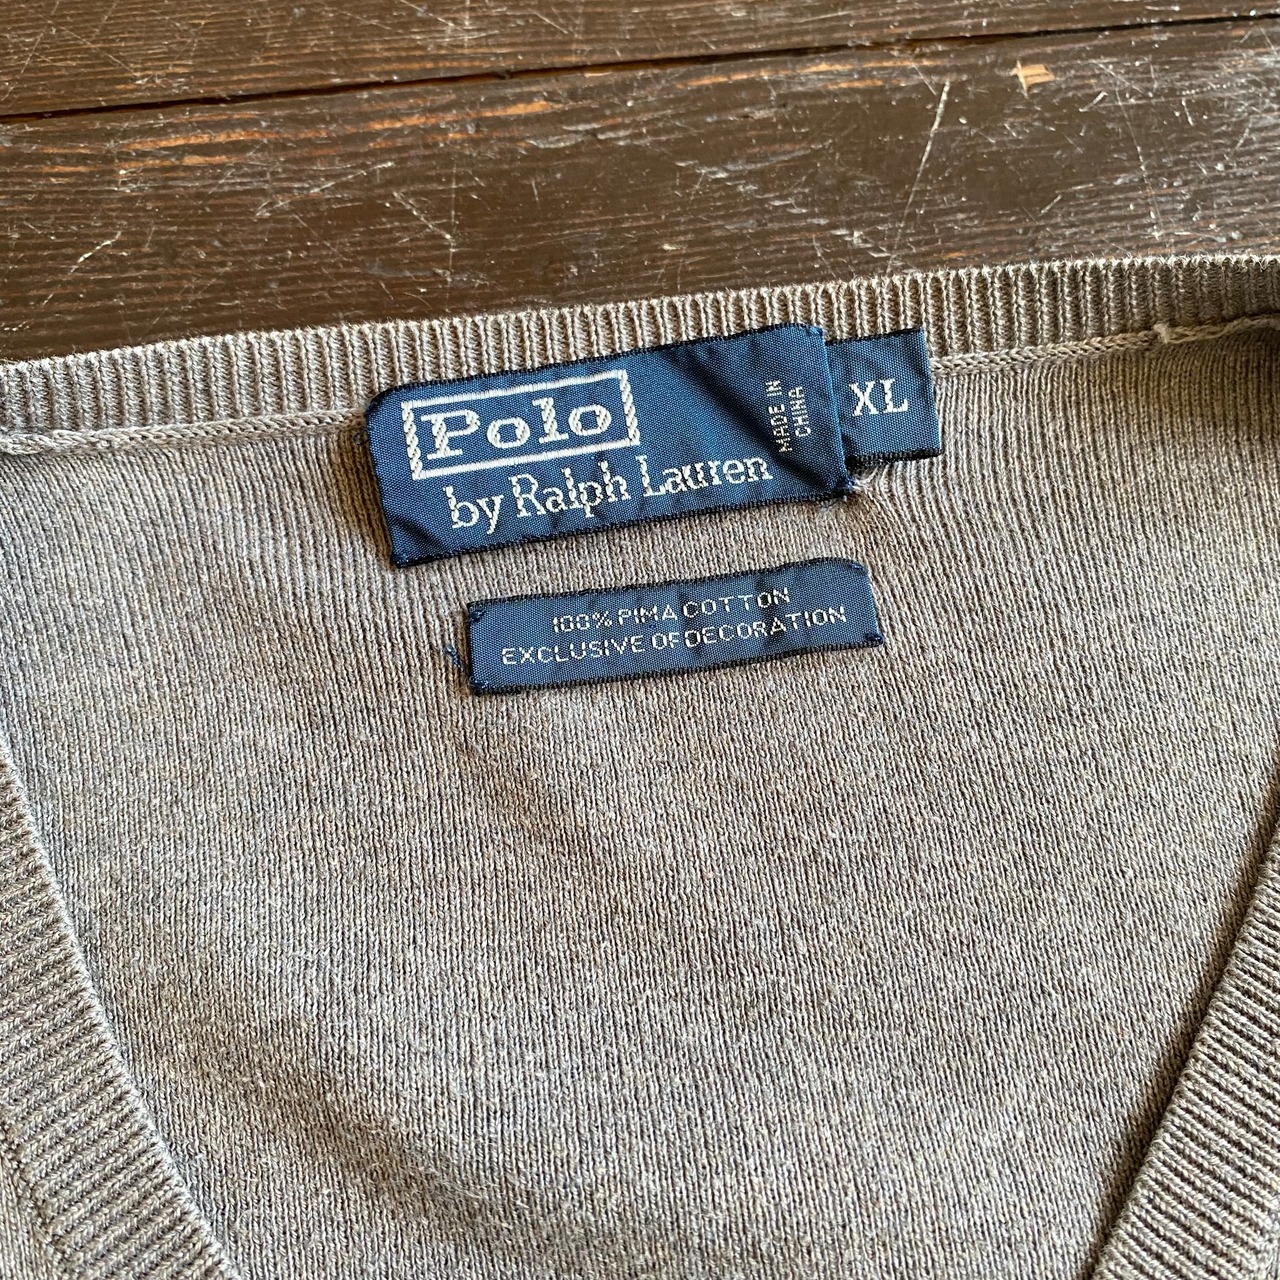 Polo
by Ralph Lauren
MADE IN
CHINA
XL
100% PIMA COTTON
EXCLUSIVE OF DECORATION